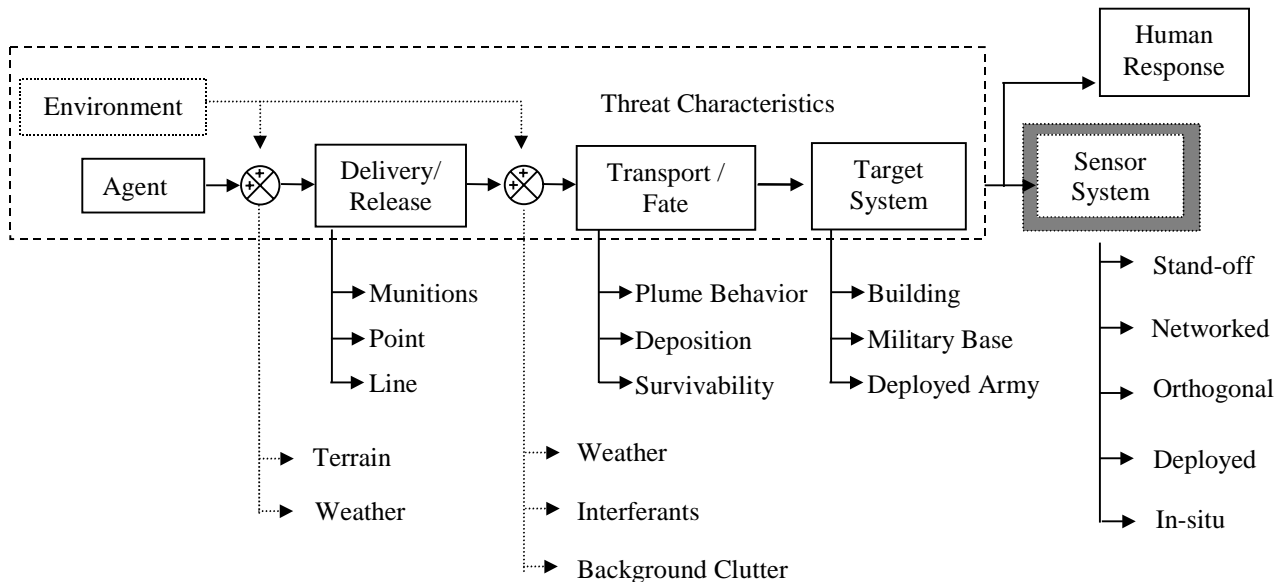 Human
Response
Environment
Threat Characteristics
Agent
+
+
Delivery/
Release
+
+
Transport /
Fate
Target
System
Sensor
System
Munitions
Point
Line
Plume Behavior
Deposition
Survivability
Building
Military Base
Deployed Army
Stand-off
Networked
Orthogonal
Deployed
In-situ
Terrain
Weather
Weather
Interferants
Background Clutter